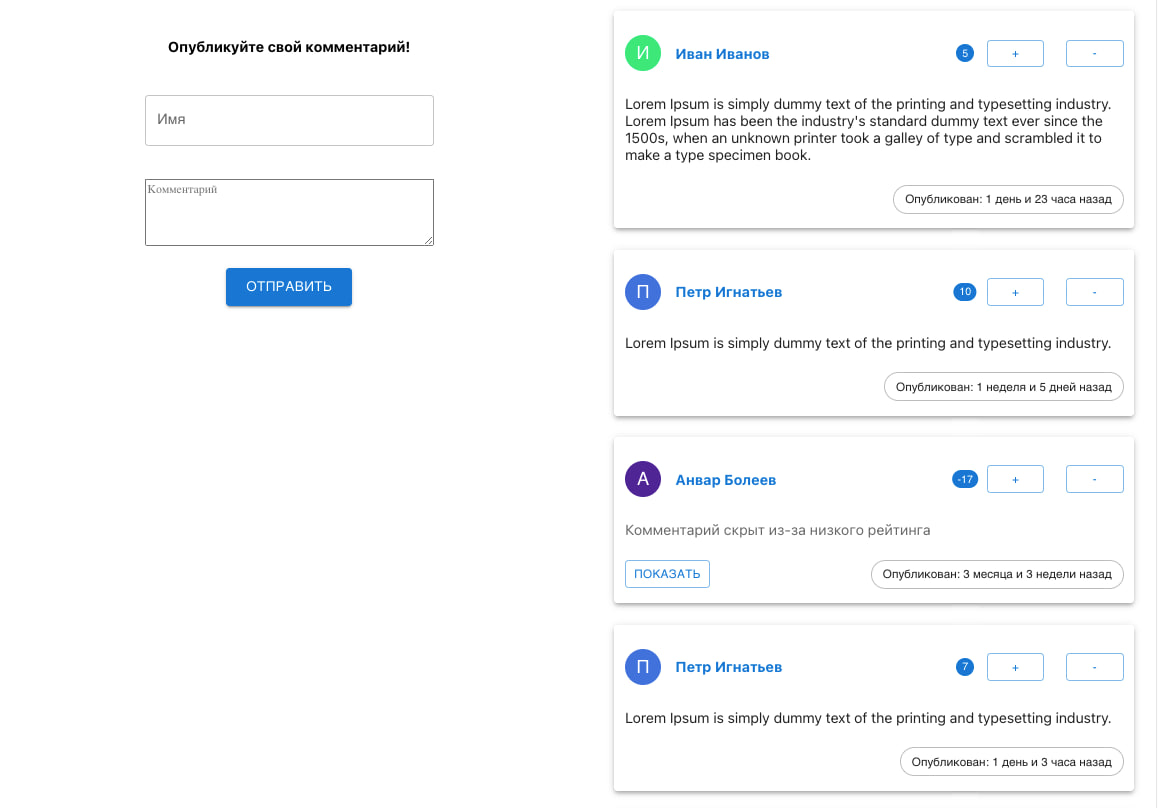 Опубликуйте свой комментарий!
Имя
Комментарий
ОТПРАВИТЬ
И Иван Иванов 5 + -
Lorem Ipsum is simply dummy text of the printing and typesetting industry.
Lorem Ipsum has been the industry's standard dummy text ever since the
1500s, when an unknown printer took a galley of type and scrambled it to
make a type specimen book.
Опубликован: 1 день и 23 часа назад
П Петр Игнатьев 10 + -
Lorem Ipsum is simply dummy text of the printing and typesetting industry.
Опубликован: 1 неделя и 5 дней назад
А Анвар Болеев -17 + -
Комментарий скрыт из-за низкого рейтинга
ПОКАЗАТЬ Опубликован: 3 месяца и 3 недели назад
П Петр Игнатьев 7 + -
Lorem Ipsum is simply dummy text of the printing and typesetting industry.
Опубликован: 1 день и 3 часа назад